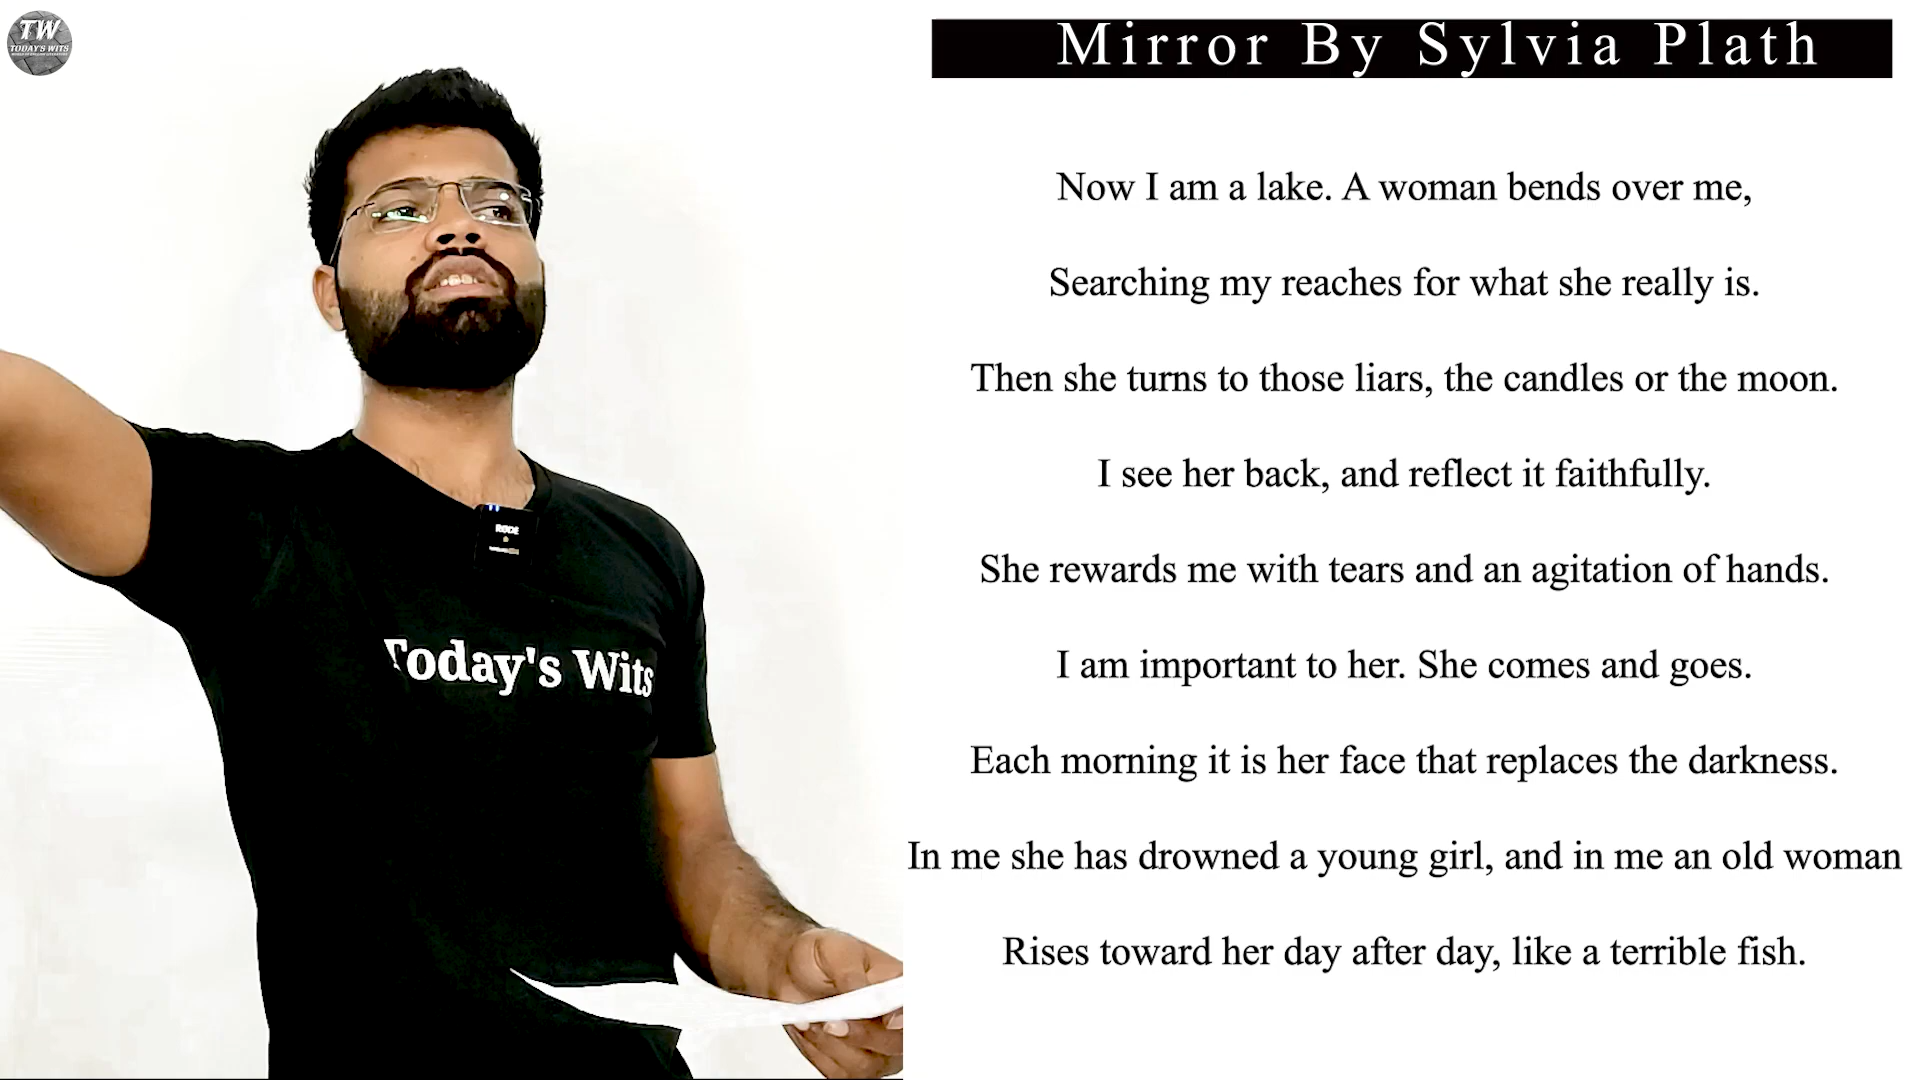 TW
TODAY'S WITS
Mirror By Sylvia Plath
Now I am a lake. A woman bends over me,
Searching my reaches for what she really is.
Then she turns to those liars, the candles or the moon.
I see her back, and reflect it faithfully.
She rewards me with tears and an agitation of hands.
I am important to her. She comes and goes.
Each morning it is her face that replaces the darkness.
In me she has drowned a young girl, and in me an old woman
Rises toward her day after day, like a terrible fish.
RODE
Today's Wits